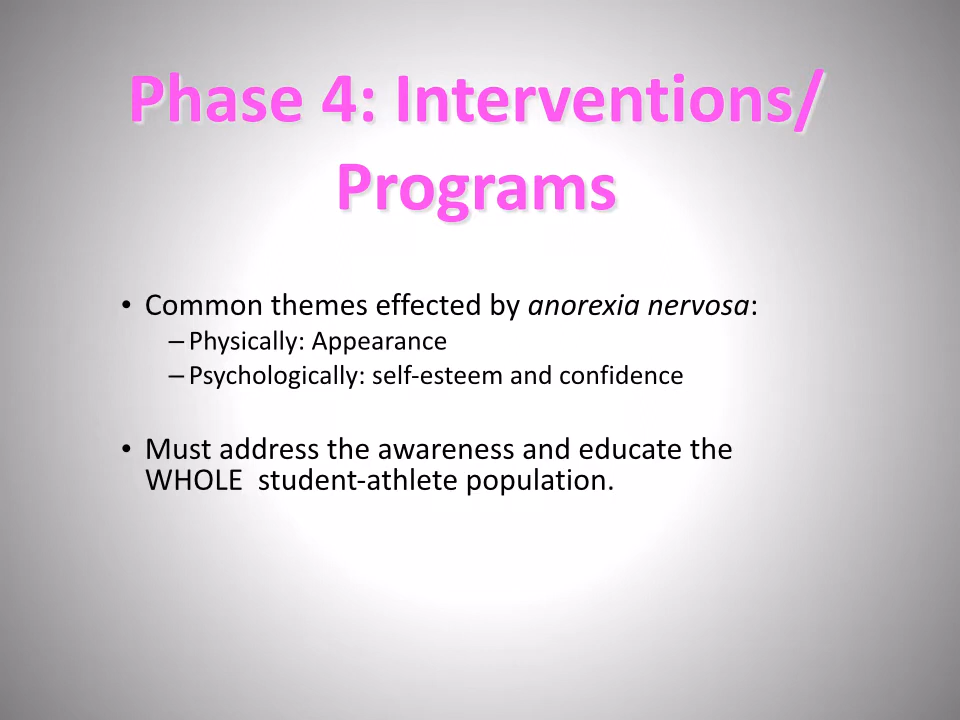 Phase 4: Interventions/
Programs
• Common themes effected by anorexia nervosa:
– Physically: Appearance
– Psychologically: self-esteem and confidence
• Must address the awareness and educate the
WHOLE  student-athlete population.